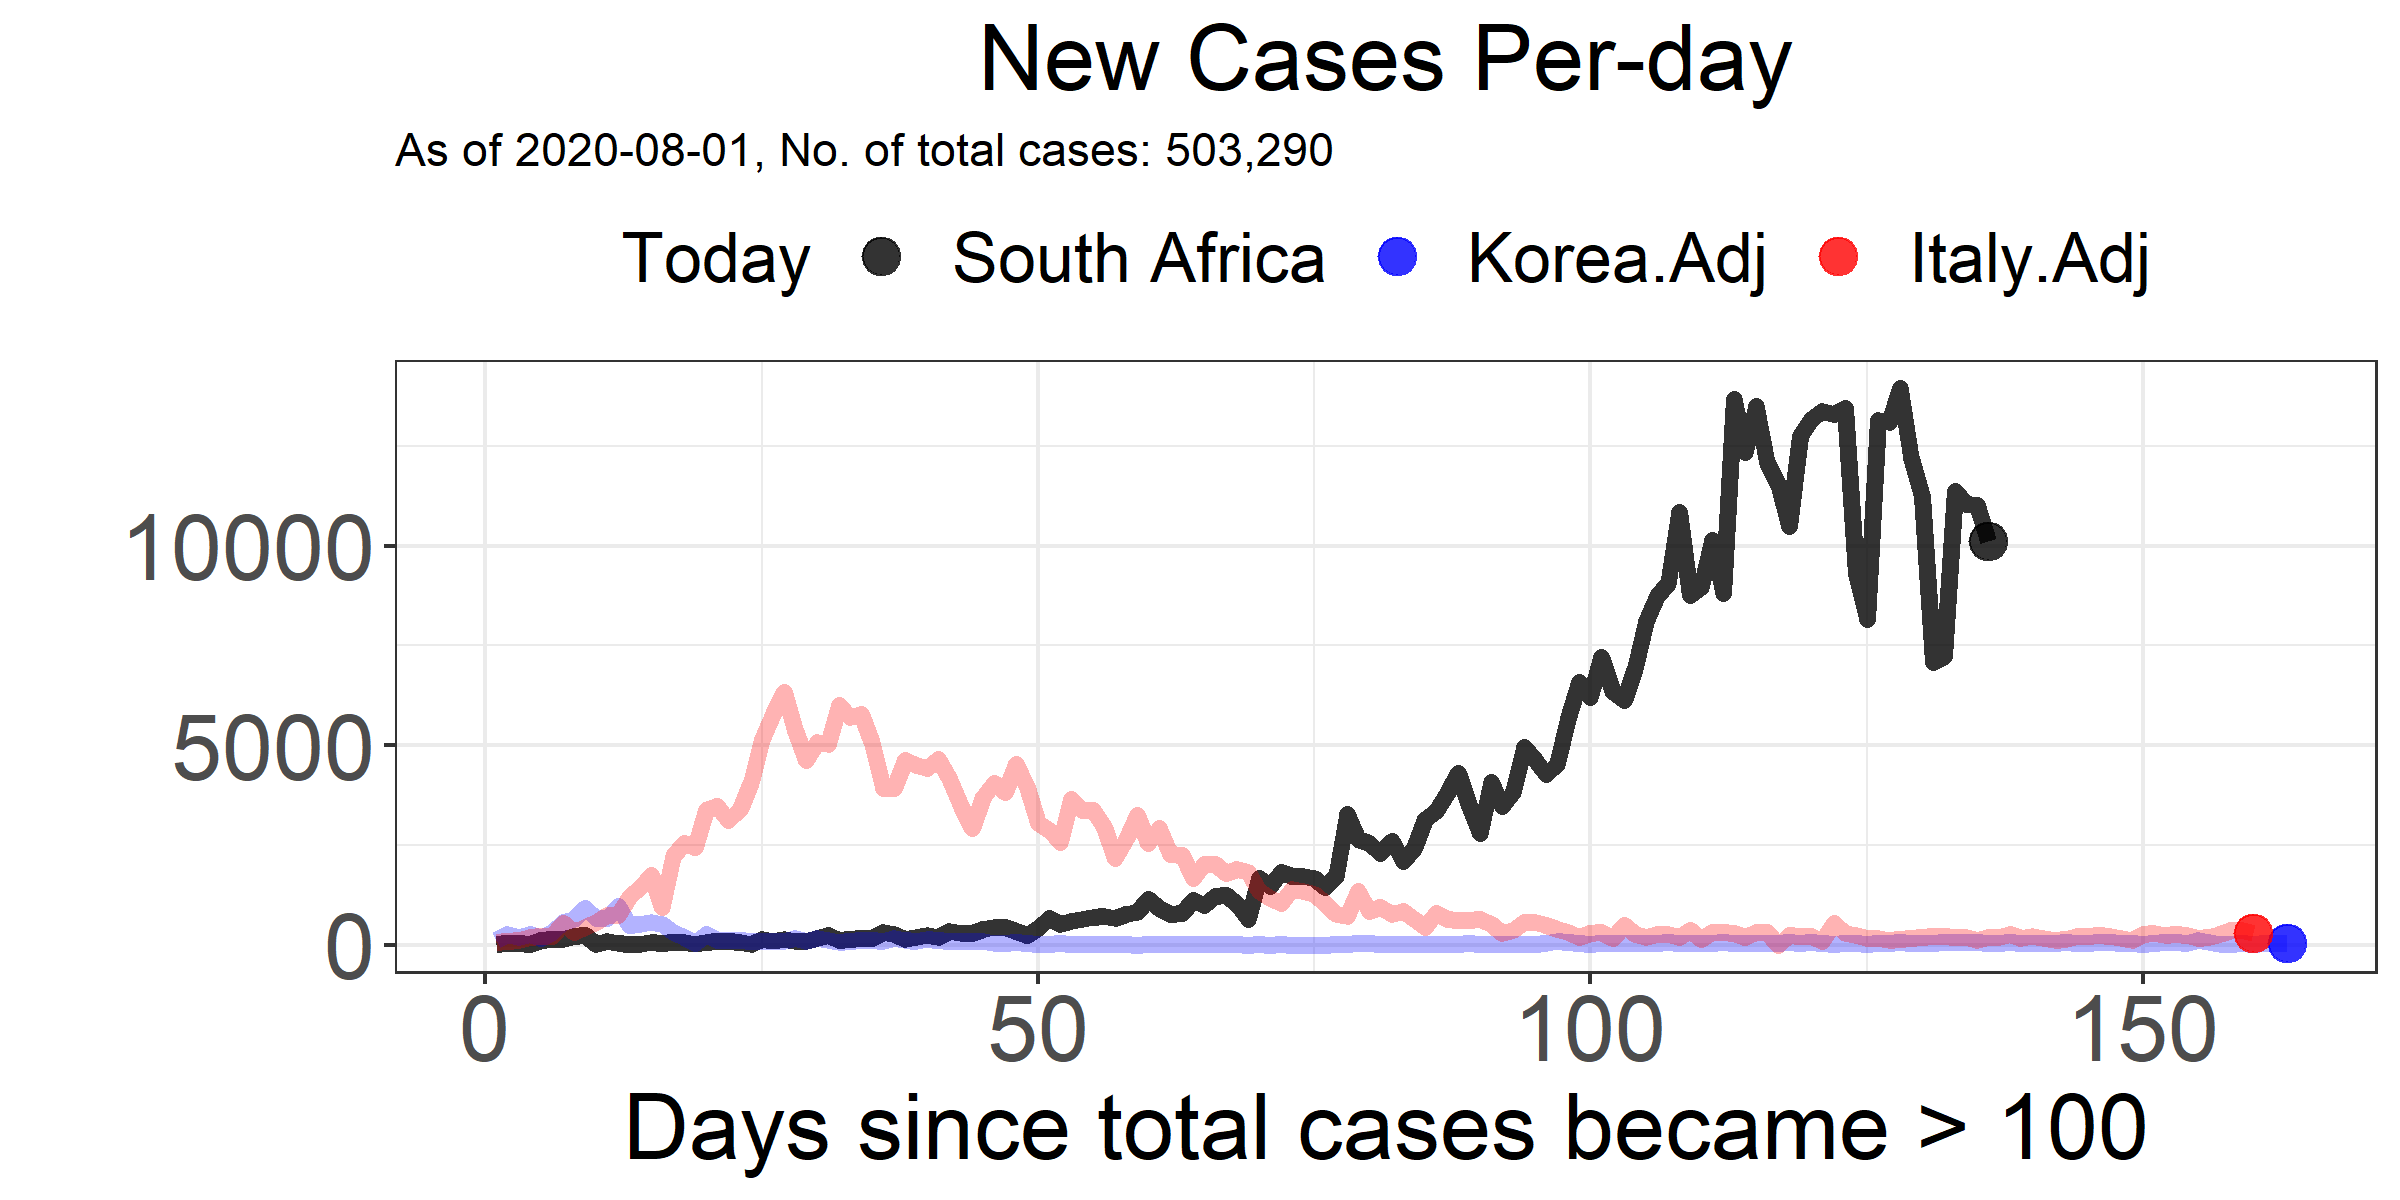 New Cases Per-day
As of 2020-08-01, No. of total cases: 503,290
Today South Africa Korea.Adj Italy.Adj
10000
5000
0
0 50 100 150
Days since total cases became > 100